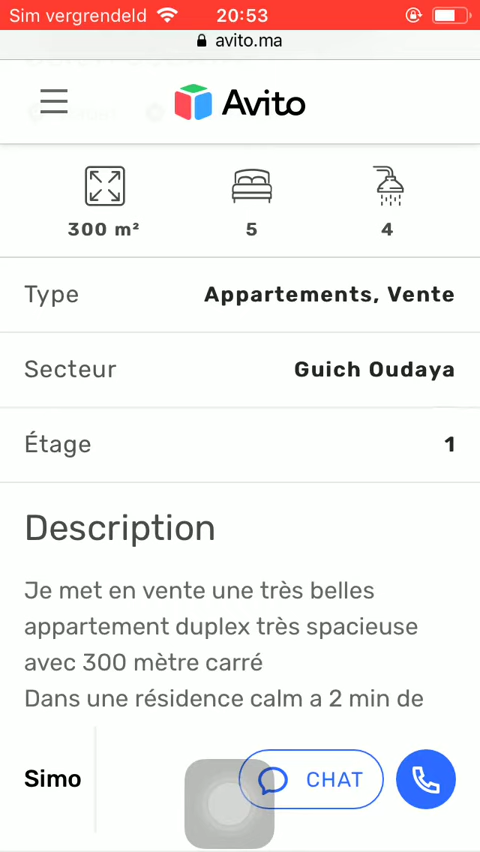 Sim vergrendeld 20:53
avito.ma
Avito
300 m² 5 4
Type Appartements, Vente
Secteur Guich Oudaya
Étage 1
Description
Je met en vente une très belles
appartement duplex très spacieuse
avec 300 mètre carré
Dans une résidence calm a 2 min de
Simo CHAT